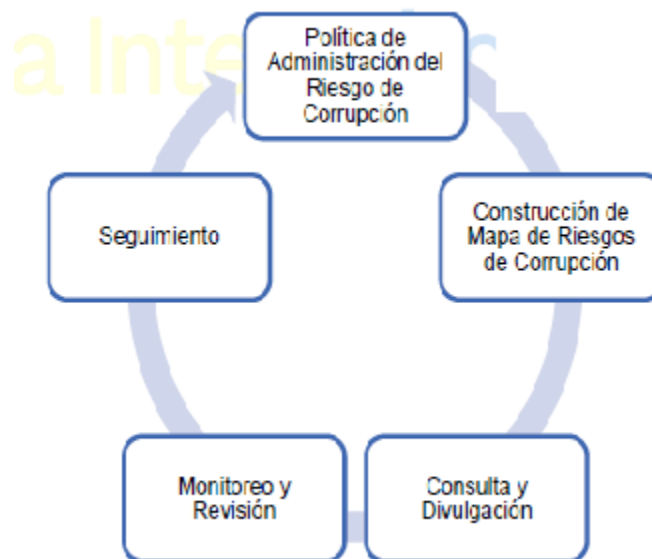 a Inte
Política de
Administración del
Riesgo de
Corrupción
Construcción de
Mapa de Riesgos
de Corrupción
Consulta y
Divulgación
Monitoreo y
Revisión
Seguimiento